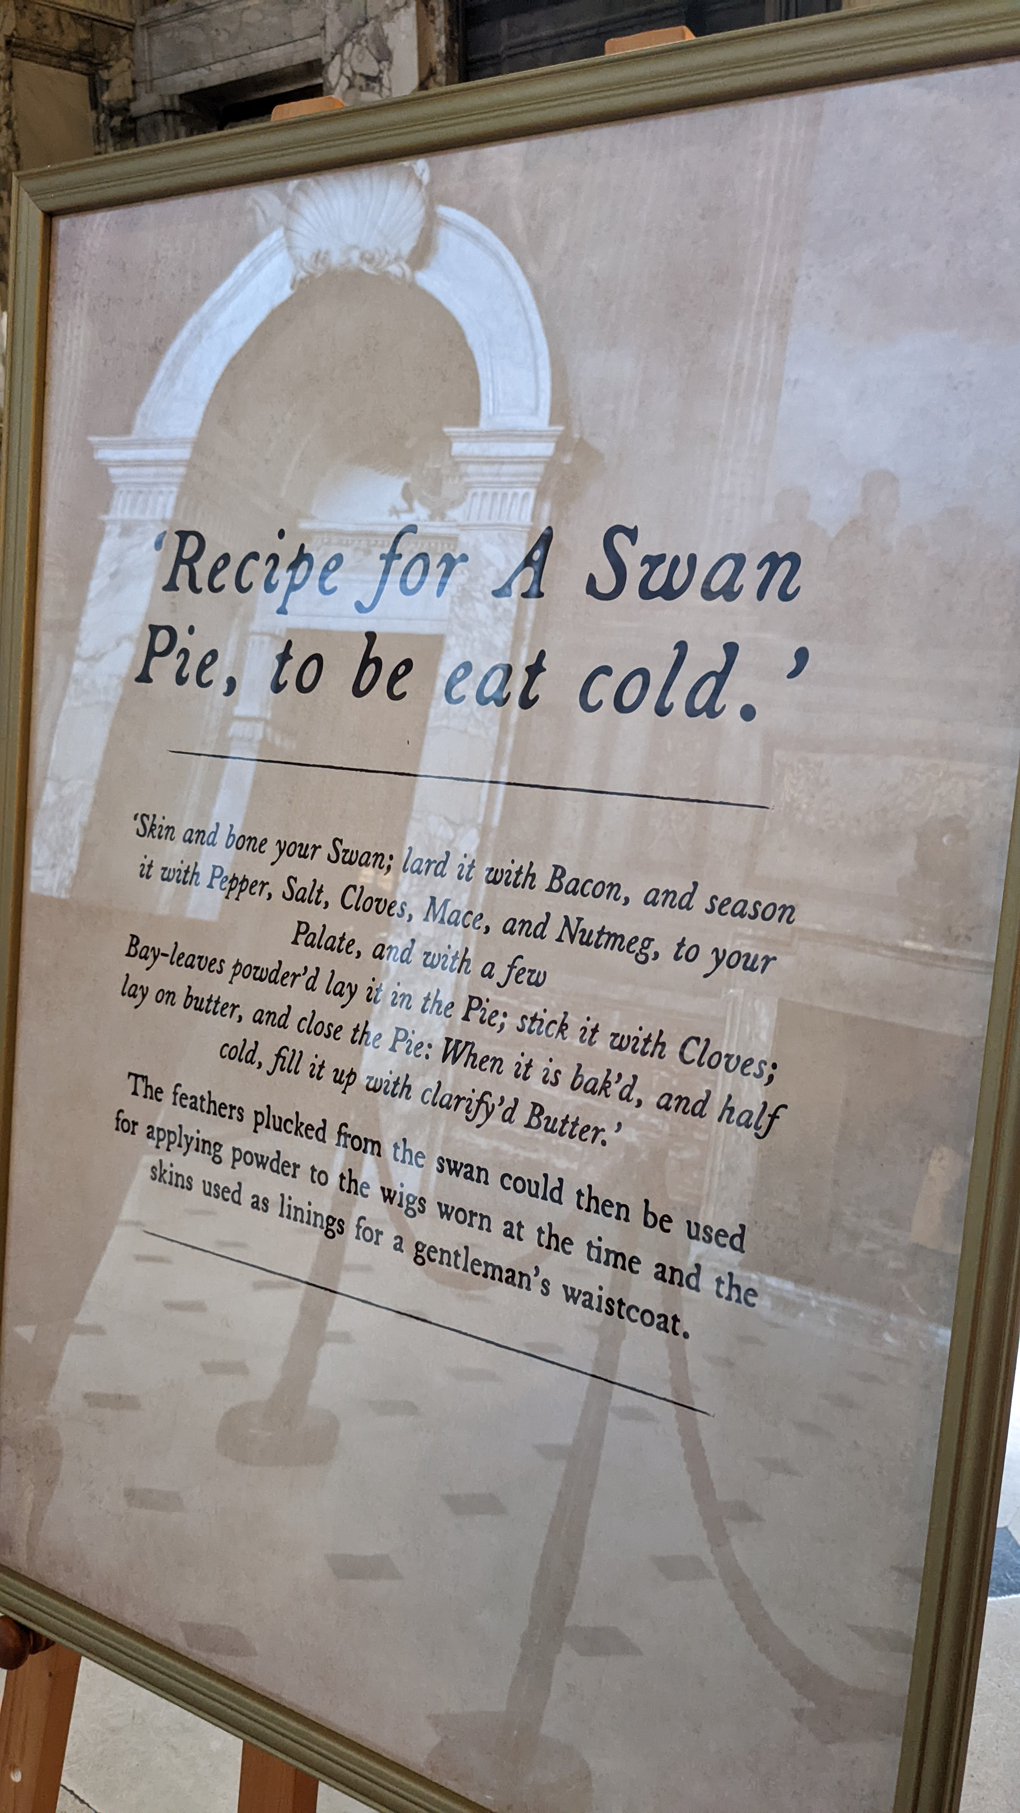 ‘Recipe for A Swan
Pie, to be eat cold.’
‘Skin and bone your Swan; lard it with Bacon, and season
it with Pepper, Salt, Cloves, Mace, and Nutmeg, to your
Palate, and with a few
Bay-leaves powder’d lay it in the Pie; stick it with Cloves;
lay on butter, and close the Pie: When it is bak’d, and half
cold, fill it up with clarify’d Butter.’
The feathers plucked from the swan could then be used
for applying powder to the wigs worn at the time and the
skins used as linings for a gentleman’s waistcoat.